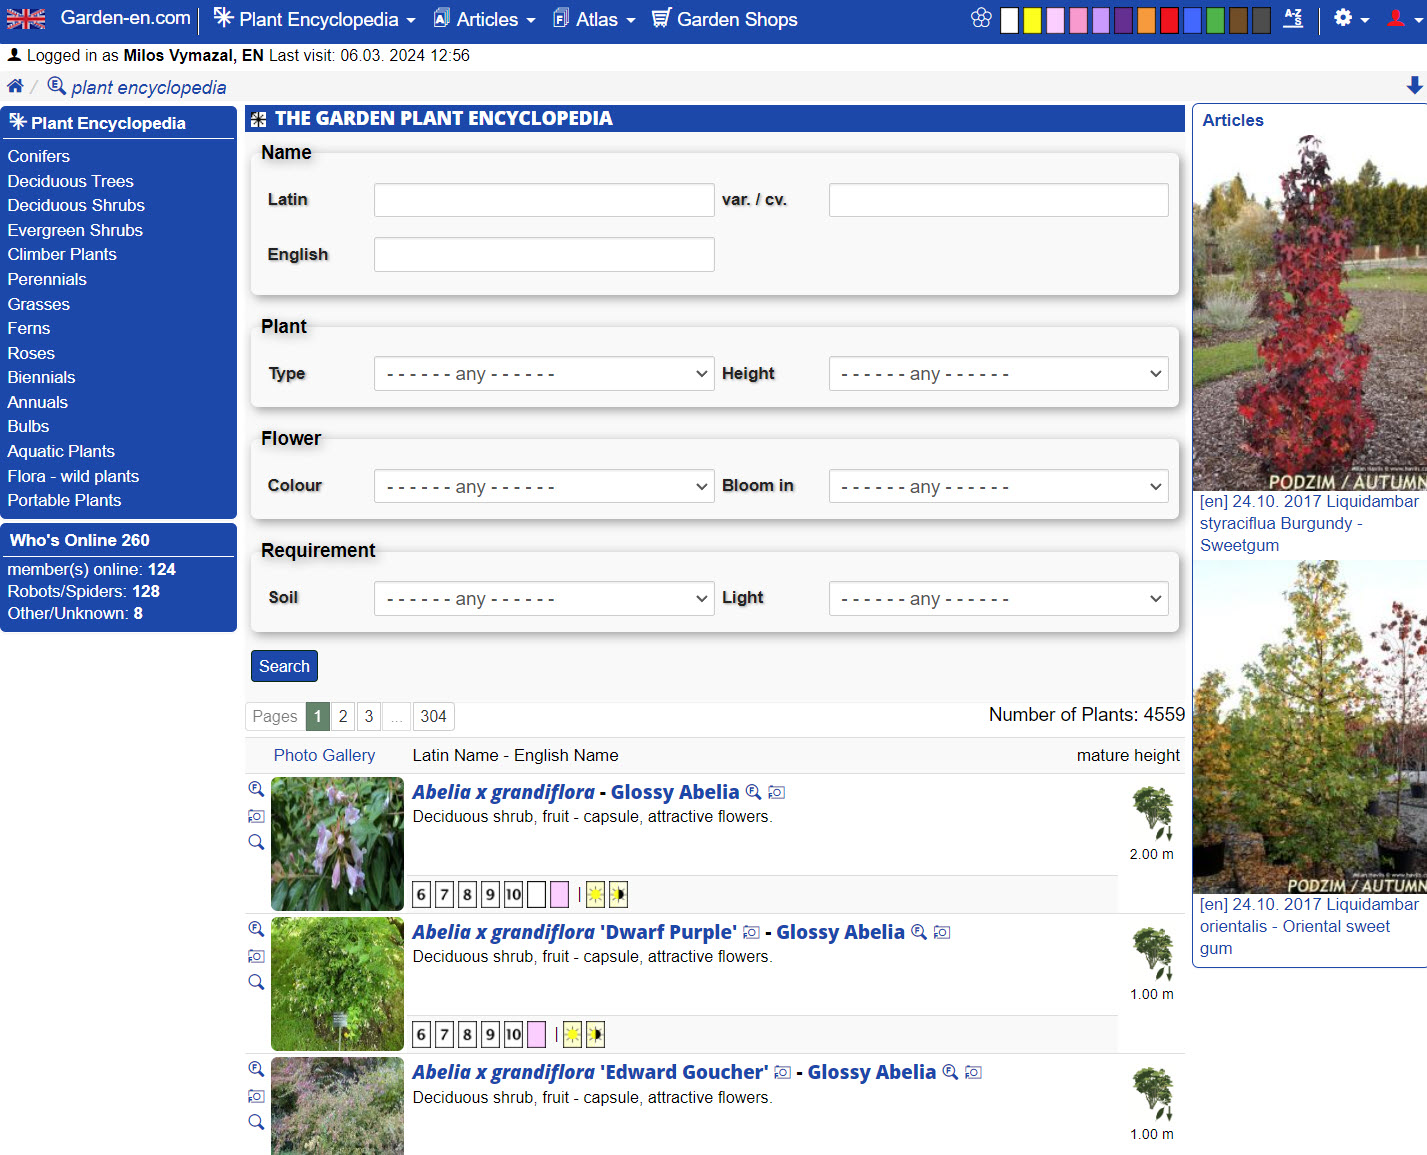 Garden-en.com Plant Encyclopedia Articles Atlas Garden Shops
Logged in as Milos Vymazal, EN Last visit: 06.03. 2024 12:56
/ plant encyclopedia
Plant Encyclopedia
Conifers
Deciduous Trees
Deciduous Shrubs
Evergreen Shrubs
Climber Plants
Perennials
Grasses
Ferns
Roses
Biennials
Annuals
Bulbs
Aquatic Plants
Flora - wild plants
Portable Plants
Who's Online 260
member(s) online: 124
Robots/Spiders: 128
Other/Unknown: 8
THE GARDEN PLANT ENCYCLOPEDIA
Name
Latin var. / cv.
English
Plant
Type - - - - - - any - - - - - - Height - - - - - - any - - - - - -
Flower
Colour - - - - - - any - - - - - - Bloom in - - - - - - any - - - - - -
Requirement
Soil - - - - - - any - - - - - - Light - - - - - - any - - - - - -
Search
Pages 1 2 3 ... 304 Number of Plants: 4559
Photo Gallery Latin Name - English Name mature height
Abelia x grandiflora - Glossy Abelia
Deciduous shrub, fruit - capsule, attractive flowers.
2.00 m
6 7 8 9 10 |
Abelia x grandiflora 'Dwarf Purple' - Glossy Abelia
Deciduous shrub, fruit - capsule, attractive flowers.
1.00 m
6 7 8 9 10 |
Abelia x grandiflora 'Edward Goucher' - Glossy Abelia
Deciduous shrub, fruit - capsule, attractive flowers.
1.00 m
Articles
PODZIM / AUTUMN
[en] 24.10. 2017 Liquidambar
styraciflua Burgundy -
Sweetgum
PODZIM / AUTUMN
[en] 24.10. 2017 Liquidambar
orientalis - Oriental sweet
gum